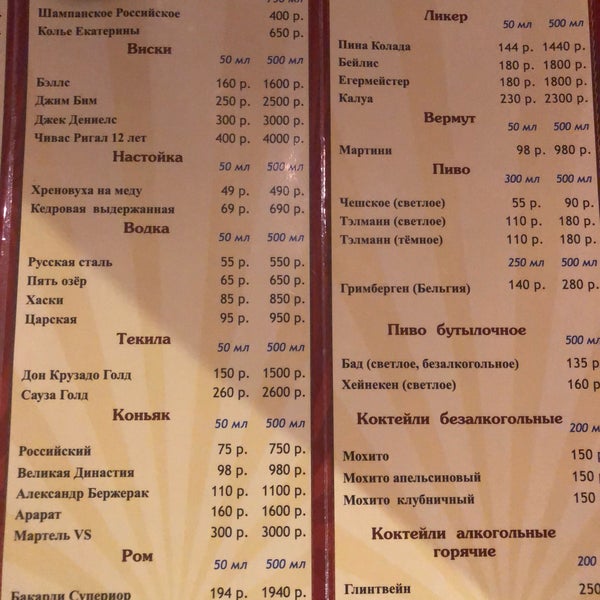 Шампанское Российское 400 р.
Колье Екатерины 650 р.
Виски
50 мл 500 мл
Бэллс 160 р. 1600 р.
Джим Бим 250 р. 2500 р.
Джек Дениелс 300 р. 3000 р.
Чивас Ригал 12 лет 400 р. 4000 р.
Настойка
50 мл 500 мл
Хреновуха на меду 49 р. 490 р.
Кедровая выдержанная 69 р. 690 р.
Водка
50 мл 500 мл
Русская сталь 55 р. 550 р.
Пять озёр 65 р. 650 р.
Хаски 85 р. 850 р.
Царская 95 р. 950 р.
Текила
50 мл 500 мл
Дон Крузадо Голд 150 р. 1500 р.
Сауза Голд 260 р. 2600 р.
Коньяк
50 мл 500 мл
Российский 75 р. 750 р.
Великая Династия 98 р. 980 р.
Александр Бержерак 110 р. 1100 р.
Арарат 160 р. 1600 р.
Мартель VS 300 р. 3000 р.
Ром
50 мл 500 мл
Бакарди Супериор 194 р. 1940 р.
Ликер
50 мл 500 мл
Пина Колада 144 р. 1440 р.
Бейлис 180 р. 1800 р.
Егермейстер 180 р. 1800 р.
Калуа 230 р. 2300 р.
Вермут
50 мл 500 мл
Мартини 98 р. 980 р.
Пиво
300 мл 500 мл
Чешское (светлое) 55 р. 90 р.
Тэлманн (светлое) 110 р. 180 р.
Тэлманн (тёмное) 110 р. 180 р.
250 мл 500 мл
Гримберген (Бельгия) 140 р. 280 р.
Пиво бутылочное
500 мл
Бад (светлое, безалкогольное) 135 р
Хейнекен (светлое) 160 р
Коктейли безалкогольные
200 м
Мохито 150 р
Мохито апельсиновый 150
Мохито клубничный 150
Коктейли алкогольные
горячие
200
Глинтвейн 250